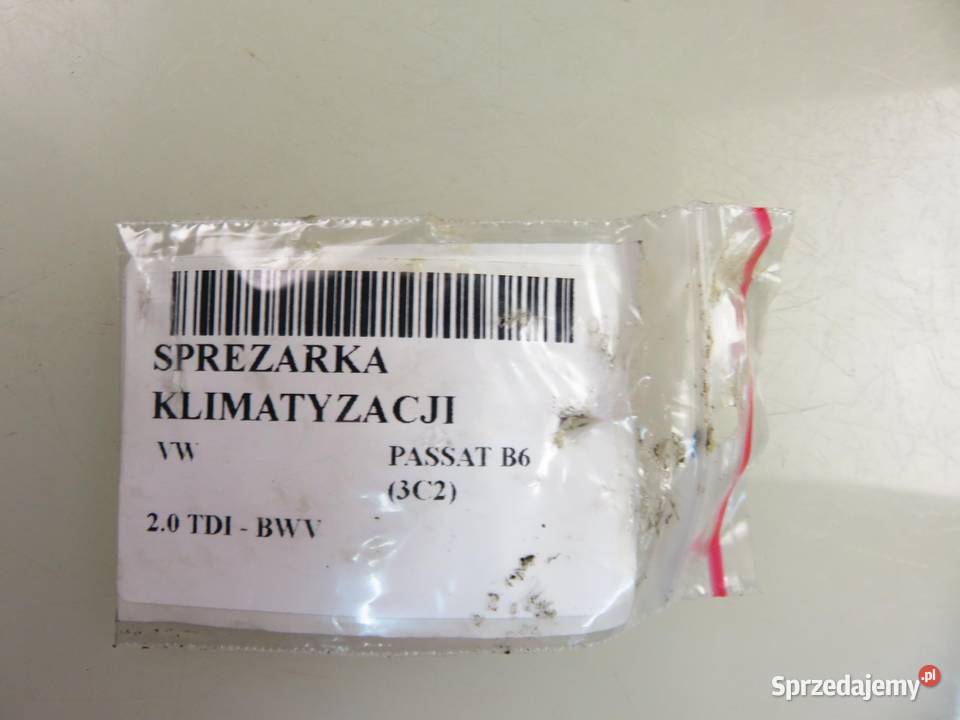 SPREZARKA
KLIMATYZACJI
VW PASSAT B6
(3C2)
2.0 TDI - BWV
Sprzedajemy.pl